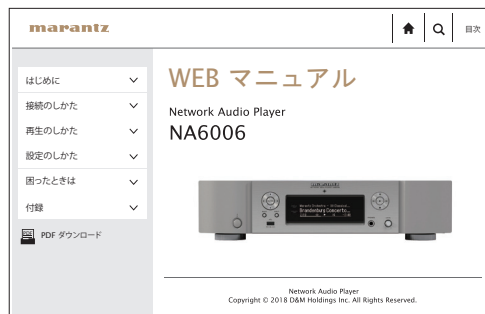 marantz
目次
はじめに
接続のしかた
再生のしかた
設定のしかた
困ったときは
付録
PDF ダウンロード
WEB マニュアル
Network Audio Player
NA6006
marantz
Brandenburg Concerto...
Network Audio Player
Copyright © 2018 D&M Holdings Inc. All Rights Reserved.